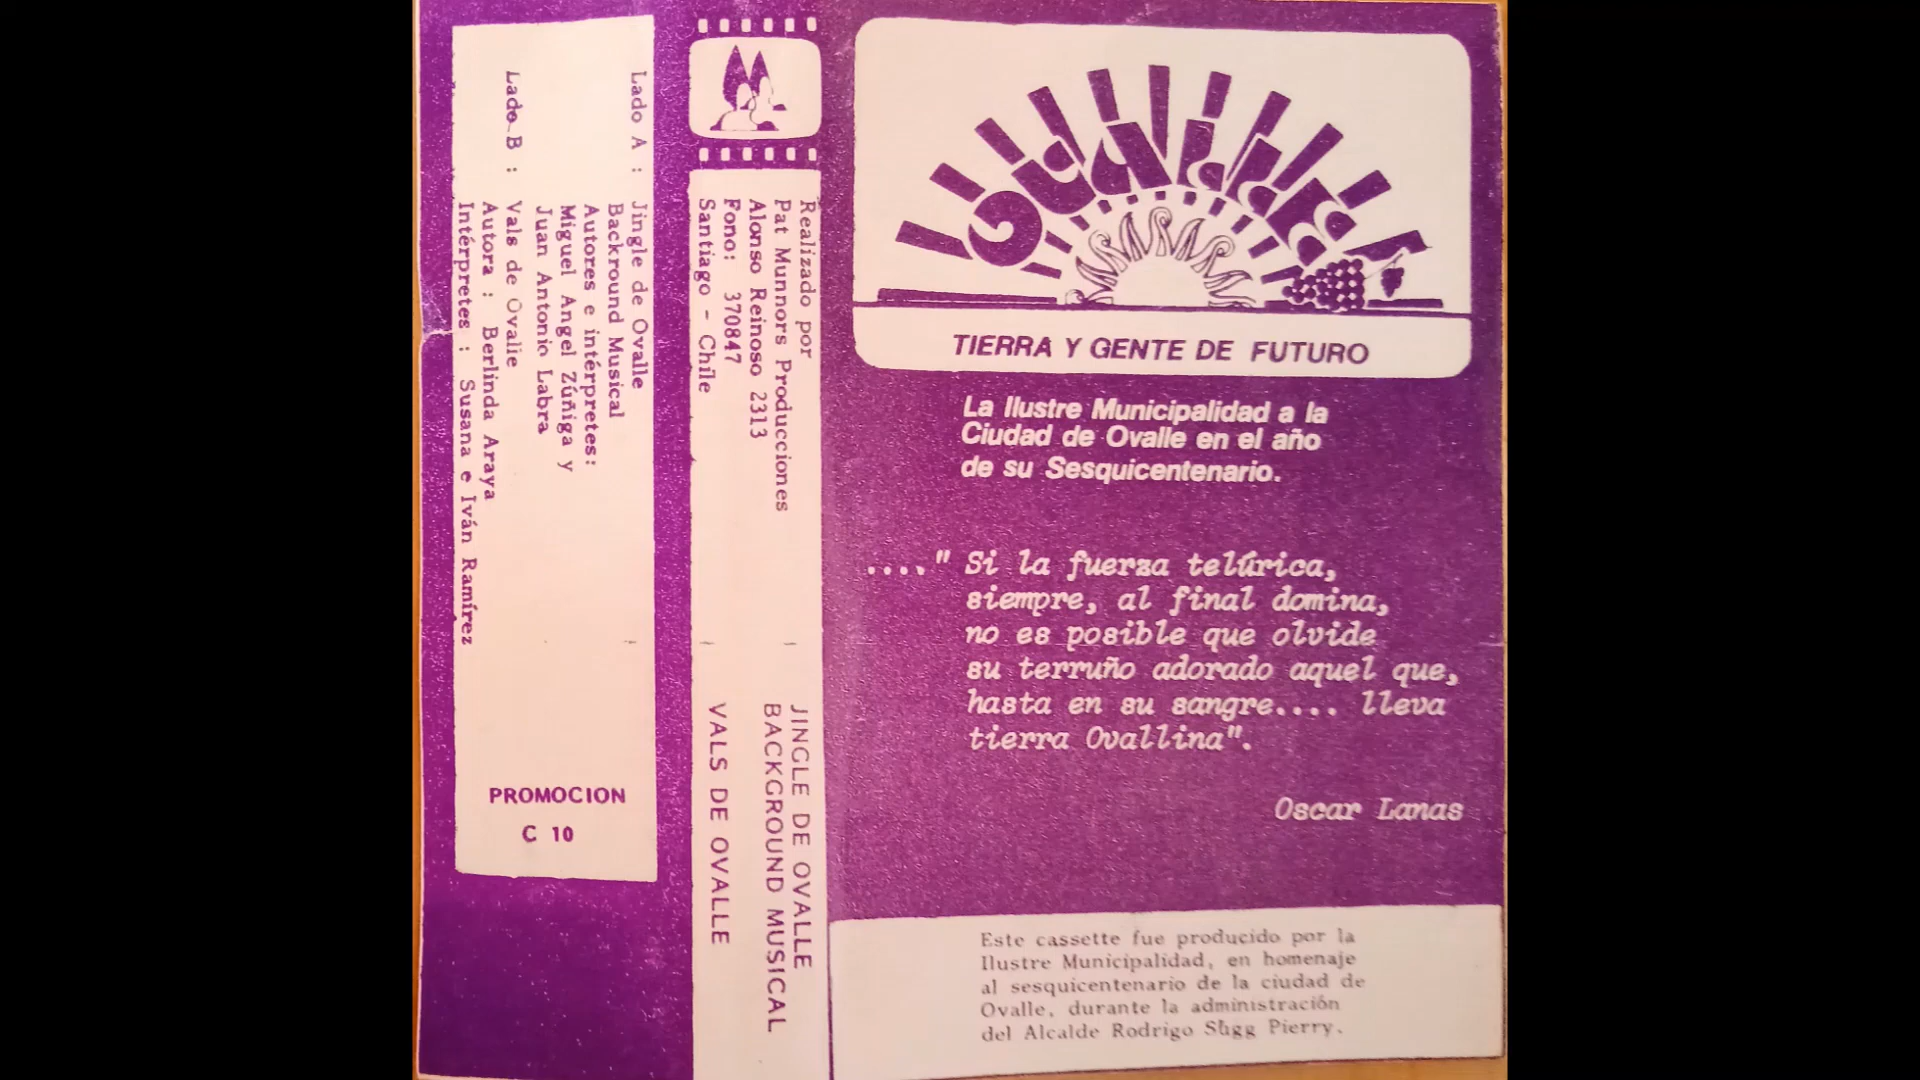 Lado A : Jingle de Ovalle
Backround Musical
Autores e intérpretes:
Miguel Angel Zúñiga y
Juan Antonio Labra
Lado B : Vals de Ovalle
Autora : Berlinda Araya
Intérpretes : Susana e Iván Ramírez
PROMOCION
C 10
Realizado por
Pat Munnors Producciones
Alonso Reinoso 2313
Fono: 370847
Santiago - Chile
JINGLE DE OVALLE
BACKGROUND MUSICAL
VALS DE OVALLE
TIERRA Y GENTE DE FUTURO
La Ilustre Municipalidad a la
Ciudad de Ovalle en el año
de su Sesquicentenario.
...." Si la fuerza telúrica,
siempre, al final domina,
no es posible que olvide
su terruño adorado aquel que,
hasta en su sangre.... lleva
tierra Ovallina".
Oscar Lanas
Este cassette fue producido por la
Ilustre Municipalidad, en homenaje
al sesquicentenario de la ciudad de
Ovalle, durante la administración
del Alcalde Rodrigo Sügg Pierry.